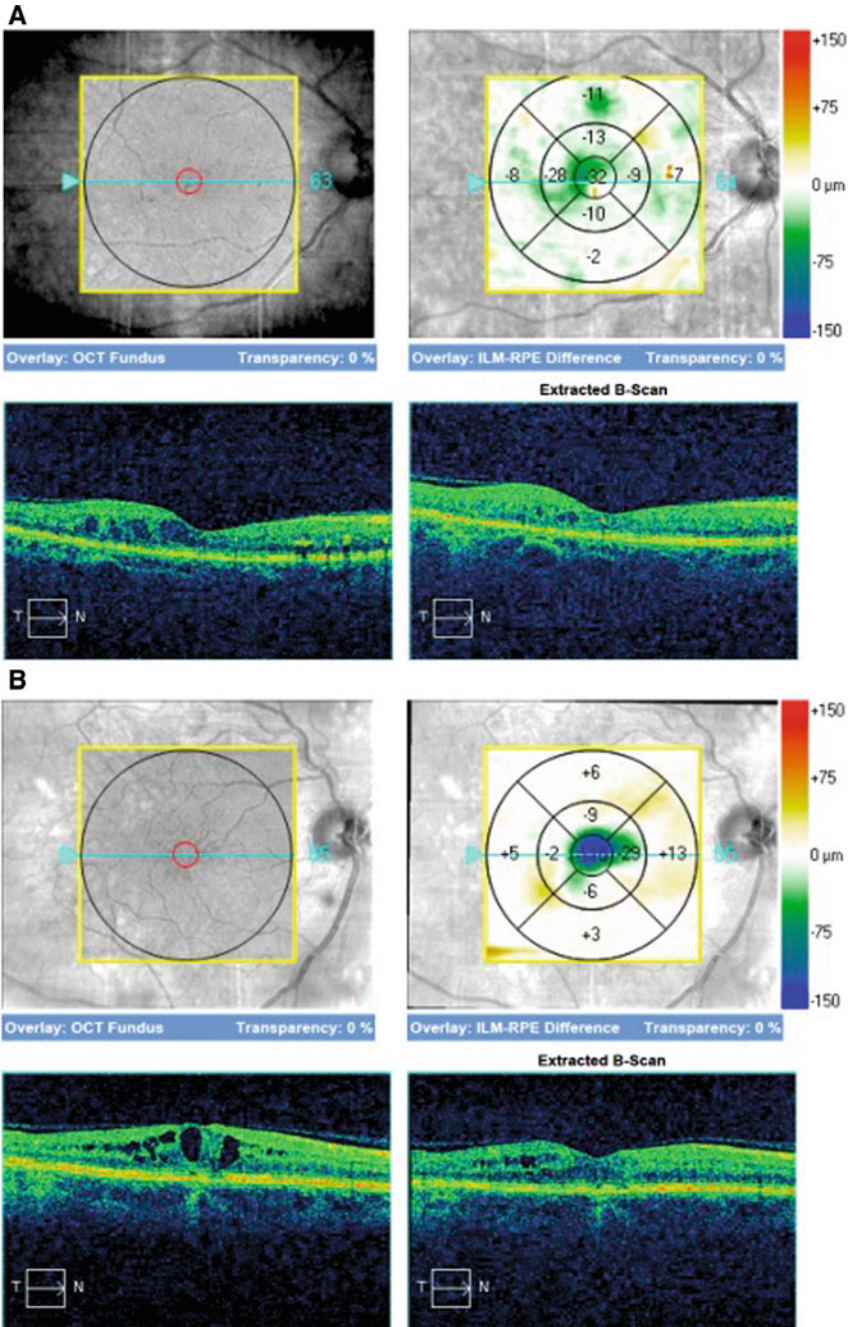 A
63
-11
-13
-8 -28 -32 -9 -7
-10
-2
64
+150
+75
0 µm
-75
-150
Overlay: OCT Fundus Transparency: 0 %
Overlay: ILM-RPE Difference Transparency: 0 %
Extracted B-Scan
T N
T N
B
+6
-9
+5 -2 -29 +13
-6
+3
+150
+75
0 µm
-75
-150
Overlay: OCT Fundus Transparency: 0 %
Overlay: ILM-RPE Difference Transparency: 0 %
Extracted B-Scan
T N
T N